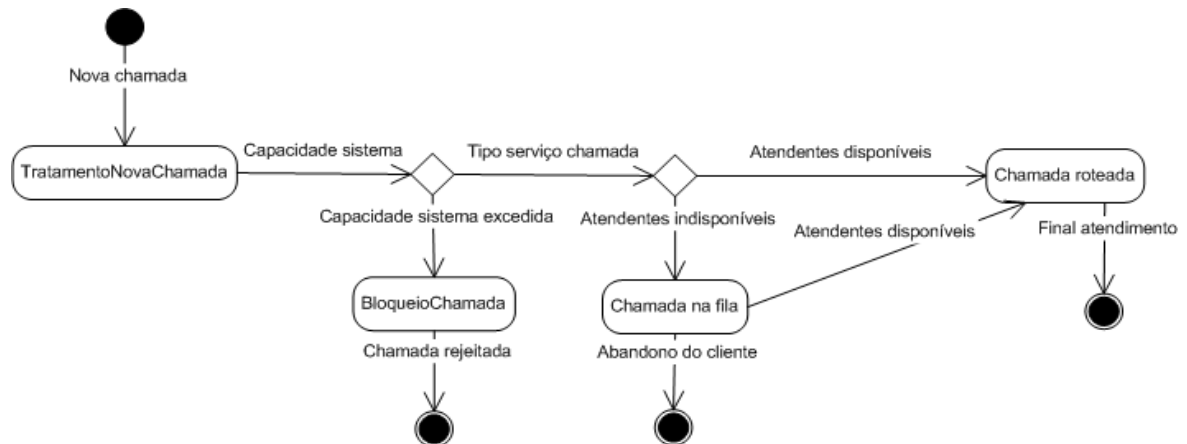 Nova chamada
TratamentoNovaChamada
Capacidade sistema
Tipo serviço chamada
Atendentes disponíveis
Chamada roteada
Capacidade sistema excedida
Atendentes indisponíveis
Atendentes disponíveis
Final atendimento
BloqueioChamada
Chamada na fila
Chamada rejeitada
Abandono do cliente